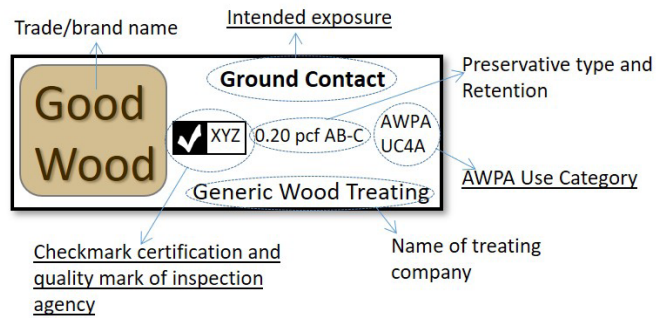 Trade/brand name
Intended exposure
Preservative type and
Retention
Ground Contact
Good
Wood
XYZ
0.20 pcf AB-C
AWPA
UC4A
Generic Wood Treating
AWPA Use Category
Checkmark certification and
quality mark of inspection
agency
Name of treating
company